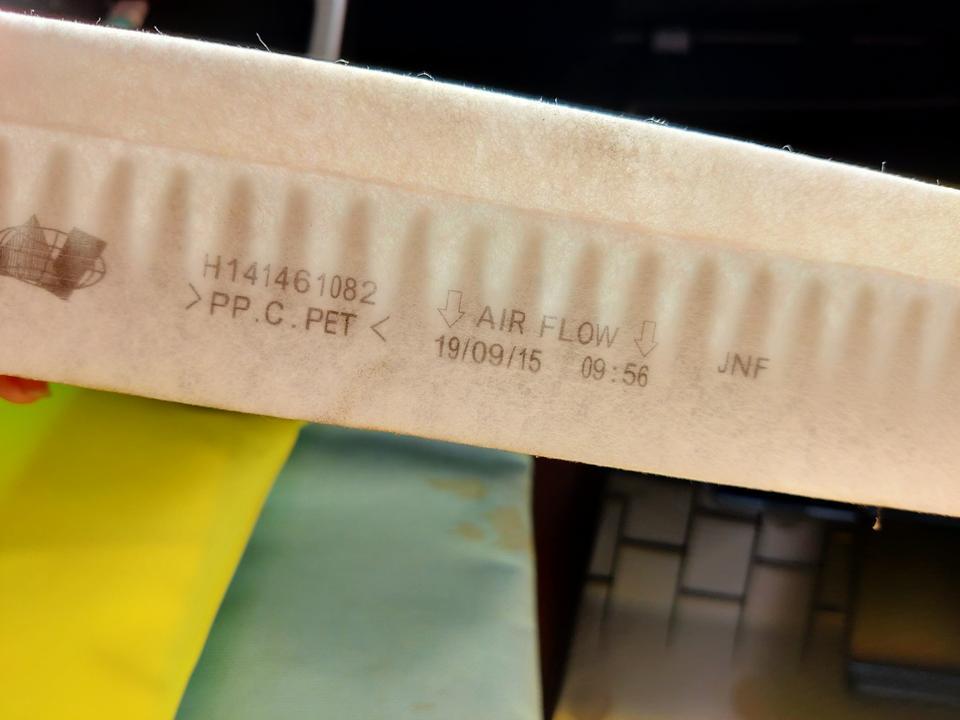 H141461082
>PP.C.PET<
⇩ AIR FLOW ⇩
19/09/15 09:56
JNF